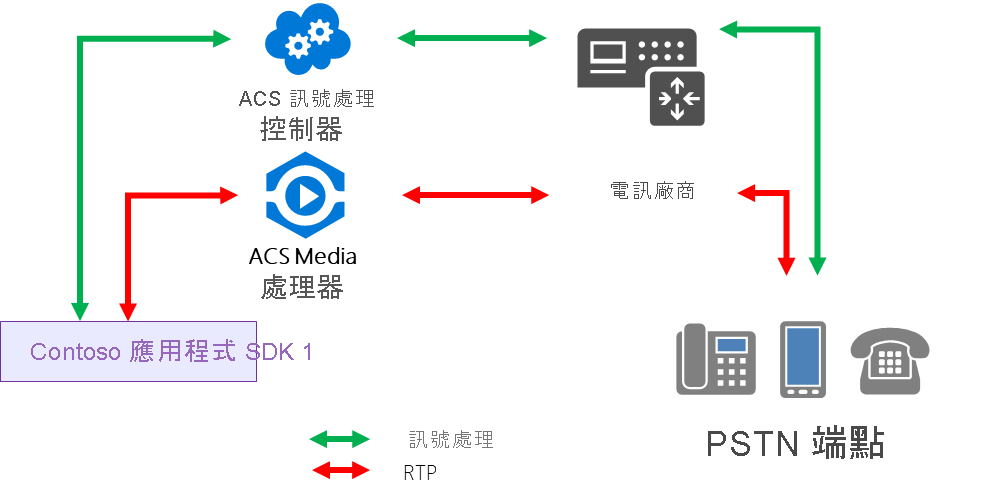 ACS 訊號處理
控制器
電訊廠商
ACS Media
處理器
Contoso 應用程式 SDK 1
PSTN 端點
訊號處理
RTP